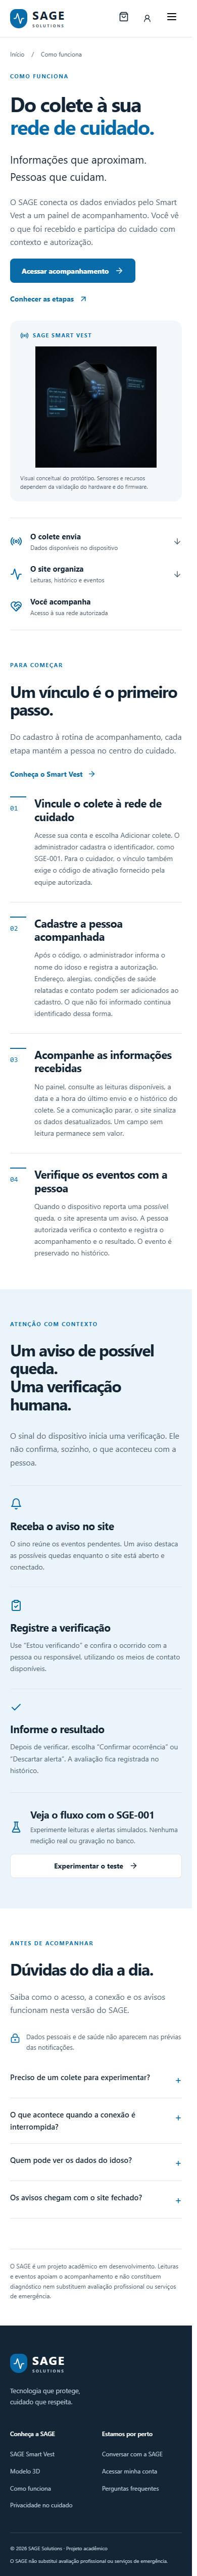 SAGE
SOLUTIONS
Início / Como funciona
COMO FUNCIONA
Do colete à sua
rede de cuidado.
Informações que aproximam.
Pessoas que cuidam.
O SAGE conecta os dados enviados pelo Smart
Vest a um painel de acompanhamento. Você vê
o que foi recebido e participa do cuidado com
contexto e autorização.
Acessar acompanhamento
Conhecer as etapas
SAGE SMART VEST
Visual conceitual do protótipo. Sensores e recursos
dependem da validação do hardware e do firmware.
O colete envia
Dados disponíveis no dispositivo
O site organiza
Leituras, histórico e eventos
Você acompanha
Acesso à sua rede autorizada
PARA COMEÇAR
Um vínculo é o primeiro
passo.
Do cadastro à rotina de acompanhamento, cada
etapa mantém a pessoa no centro do cuidado.
Conheça o Smart Vest
01
Vincule o colete à rede de
cuidado
Acesse sua conta e escolha Adicionar colete. O
administrador cadastra o identificador, como
SGE-001. Para o cuidador, o vínculo também
exige o código de ativação fornecido pela
equipe autorizada.
02
Cadastre a pessoa
acompanhada
Após o código, o administrador informa o
nome do idoso e registra a autorização.
Endereço, alergias, condições de saúde
relatadas e contato podem ser adicionados ao
cadastro. O que não foi informado continua
identificado dessa forma.
03
Acompanhe as informações
recebidas
No painel, consulte as leituras disponíveis, a
data e a hora do último envio e o histórico do
colete. Se a comunicação parar, o site sinaliza
os dados desatualizados. Um campo sem
leitura permanece sem valor.
04
Verifique os eventos com a
pessoa
Quando o dispositivo reporta uma possível
queda, o site apresenta um aviso. A pessoa
autorizada verifica o contexto e registra o
acompanhamento e o resultado. O evento é
preservado no histórico.
ATENÇÃO COM CONTEXTO
Um aviso de possível
queda.
Uma verificação
humana.
O sinal do dispositivo inicia uma verificação. Ele
não confirma, sozinho, o que aconteceu com a
pessoa.
Receba o aviso no site
O sino reúne os eventos pendentes. Um aviso destaca
as possíveis quedas enquanto o site está aberto e
conectado.
Registre a verificação
Use "Estou verificando" e confira o ocorrido com a
pessoa ou responsável, utilizando os meios de contato
disponíveis.
Informe o resultado
Depois de verificar, escolha "Confirmar ocorrência" ou
"Descartar alerta". A avaliação fica registrada no
histórico.
Veja o fluxo com o SGE-001
Experimente leituras e alertas simulados. Nenhuma
medição real ou gravação no banco.
Experimentar o teste
ANTES DE ACOMPANHAR
Dúvidas do dia a dia.
Saiba como o acesso, a conexão e os avisos
funcionam nesta versão do SAGE.
Dados pessoais e de saúde não aparecem nas prévias
das notificações.
Preciso de um colete para experimentar?
O que acontece quando a conexão é
interrompida?
Quem pode ver os dados do idoso?
Os avisos chegam com o site fechado?
O SAGE é um projeto acadêmico em desenvolvimento. Leituras
e eventos apoiam o acompanhamento e não constituem
diagnóstico nem substituem avaliação profissional ou serviços
de emergência.
SAGE
SOLUTIONS
Tecnologia que protege,
cuidado que respeita.
Conheça a SAGE
SAGE Smart Vest
Modelo 3D
Como funciona
Privacidade no cuidado
Estamos por perto
Conversar com a SAGE
Acessar minha conta
Perguntas frequentes
© 2026 SAGE Solutions · Projeto acadêmico
O SAGE não substitui avaliação profissional ou serviços de emergência.